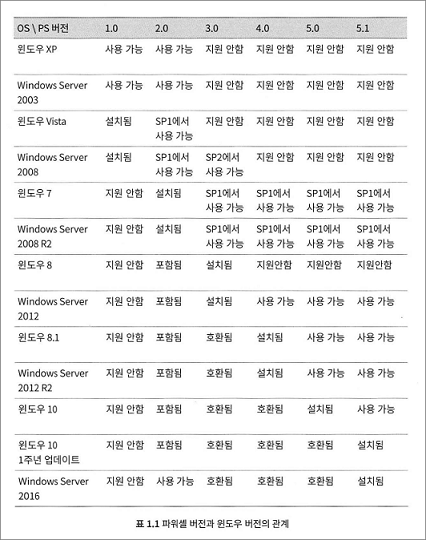 OS \ PS 버전 1.0 2.0 3.0 4.0 5.0 5.1
윈도우 XP 사용 가능 사용 가능 지원 안함 지원 안함 지원 안함 지원 안함
Windows Server 사용 가능 사용 가능 지원 안함 지원 안함 지원 안함 지원 안함
2003
윈도우 Vista 설치됨 SP1에서 지원 안함 지원 안함 지원 안함 지원 안함
사용 가능
Windows Server 설치됨 SP1에서 SP2에서 지원 안함 지원 안함 지원 안함
2008 사용 가능 사용 가능
윈도우 7 지원 안함 설치됨 SP1에서 SP1에서 SP1에서 SP1에서
사용 가능 사용 가능 사용 가능 사용 가능
Windows Server 지원 안함 설치됨 SP1에서 SP1에서 SP1에서 SP1에서
2008 R2 사용 가능 사용 가능 사용 가능 사용 가능
윈도우 8 지원 안함 포함됨 설치됨 지원안함 지원안함 지원안함
Windows Server 지원 안함 포함됨 설치됨 사용 가능 사용 가능 사용 가능
2012
윈도우 8.1 지원 안함 포함됨 호환됨 설치됨 사용 가능 사용 가능
Windows Server 지원 안함 포함됨 호환됨 설치됨 사용 가능 사용 가능
2012 R2
윈도우 10 지원 안함 포함됨 호환됨 호환됨 설치됨 사용 가능
윈도우 10 지원 안함 포함됨 호환됨 호환됨 호환됨 설치됨
1주년 업데이트
Windows Server 지원 안함 사용 가능 호환됨 호환됨 호환됨 설치됨
2016
표 1.1 파워셸 버전과 윈도우 버전의 관계